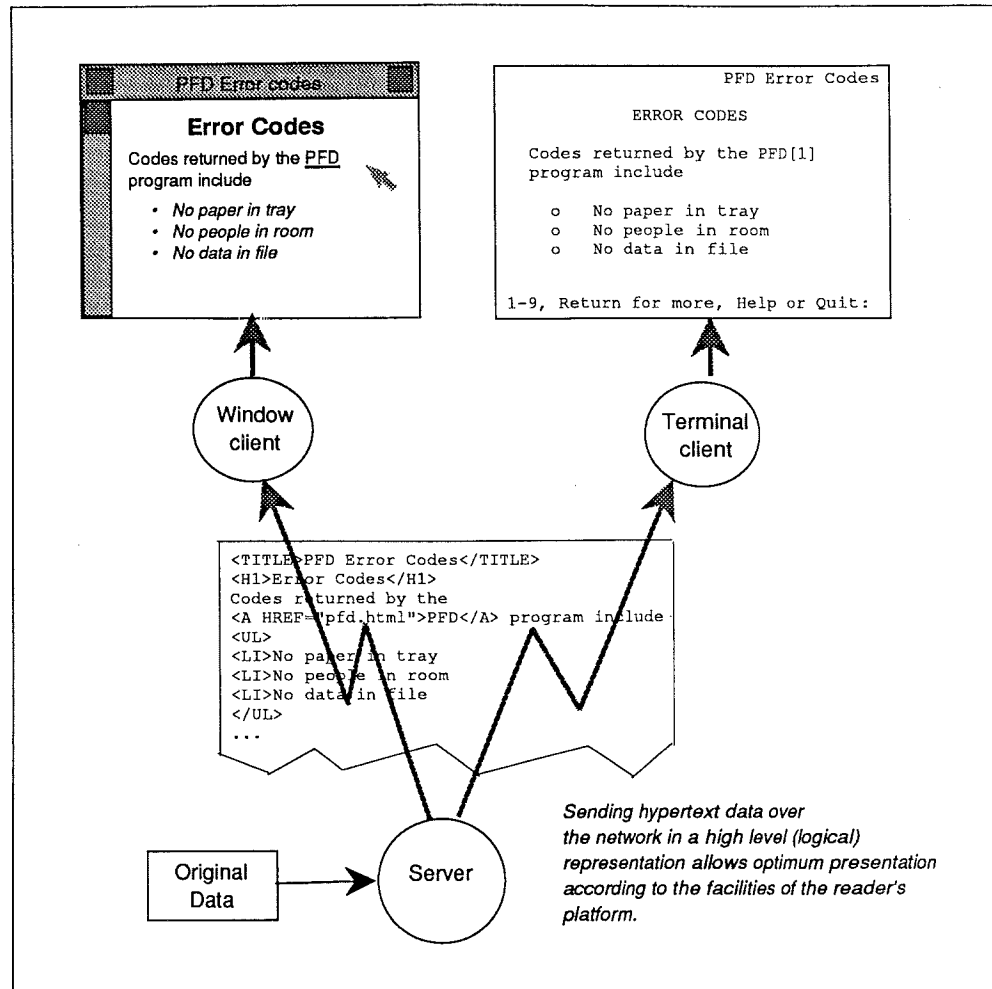 PFD Error codes
Error Codes
Codes returned by the PFD
program include
• No paper in tray
• No people in room
• No data in file
PFD Error Codes
ERROR CODES
Codes returned by the PFD[1]
program include
o No paper in tray
o No people in room
o No data in file
1-9, Return for more, Help or Quit:
Window
client
Terminal
client
<TITLE>PFD Error Codes</TITLE>
<H1>Error Codes</H1>
Codes returned by the
<A HREF="pfd.html">PFD</A> program include
<UL>
<LI>No paper in tray
<LI>No people in room
<LI>No data in file
</UL>
...
Original
Data
Server
Sending hypertext data over
the network in a high level (logical)
representation allows optimum presentation
according to the facilities of the reader's
platform.